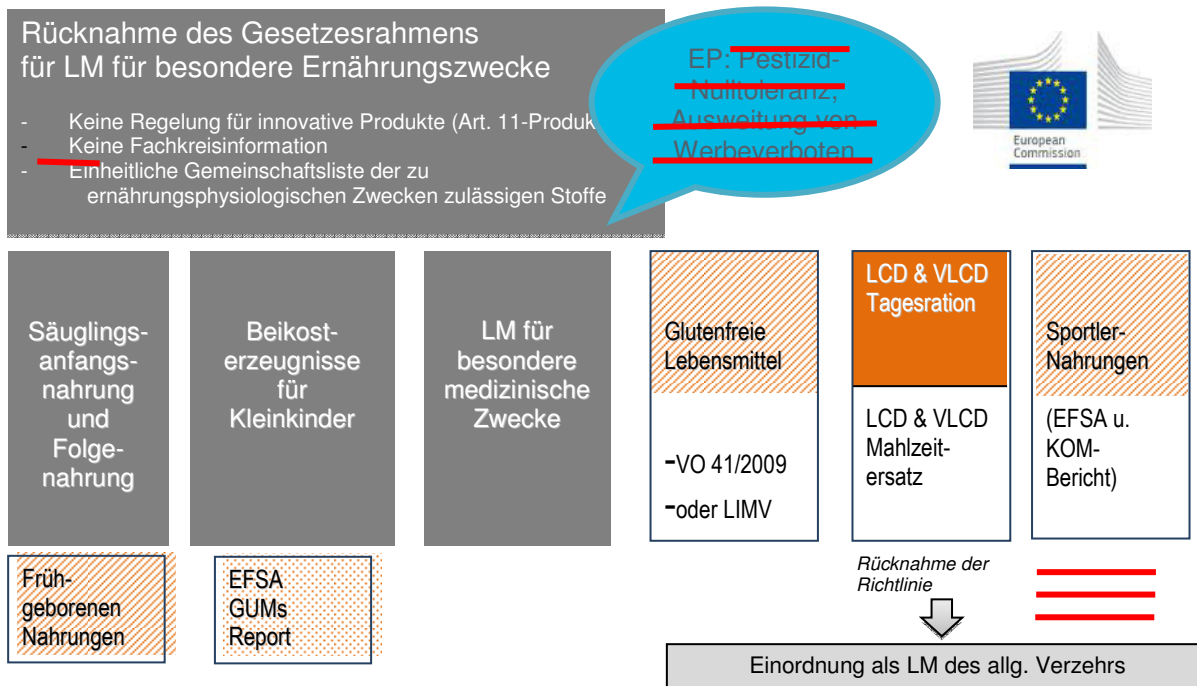 Rücknahme des Gesetzesrahmens
für LM für besondere Ernährungszwecke
- Keine Regelung für innovative Produkte (Art. 11-Produk
- Keine Fachkreisinformation
- Einheitliche Gemeinschaftsliste der zu
ernährungsphysiologischen Zwecken zulässigen Stoffe
EP: Pestizid-
Nulltoleranz,
Ausweitung von
Werbeverboten
European
Commission
Säuglings-
anfangs-
nahrung
und
Folge-
nahrung
Beikost-
erzeugnisse
für
Kleinkinder
LM für
besondere
medizinische
Zwecke
Glutenfreie
Lebensmittel
-VO 41/2009
-oder LIMV
LCD & VLCD
Tagesration
LCD & VLCD
Mahlzeit-
ersatz
Sportler-
Nahrungen
(EFSA u.
KOM-
Bericht)
Früh-
geborenen
Nahrungen
EFSA
GUMs
Report
Rücknahme der
Richtlinie
Einordnung als LM des allg. Verzehrs